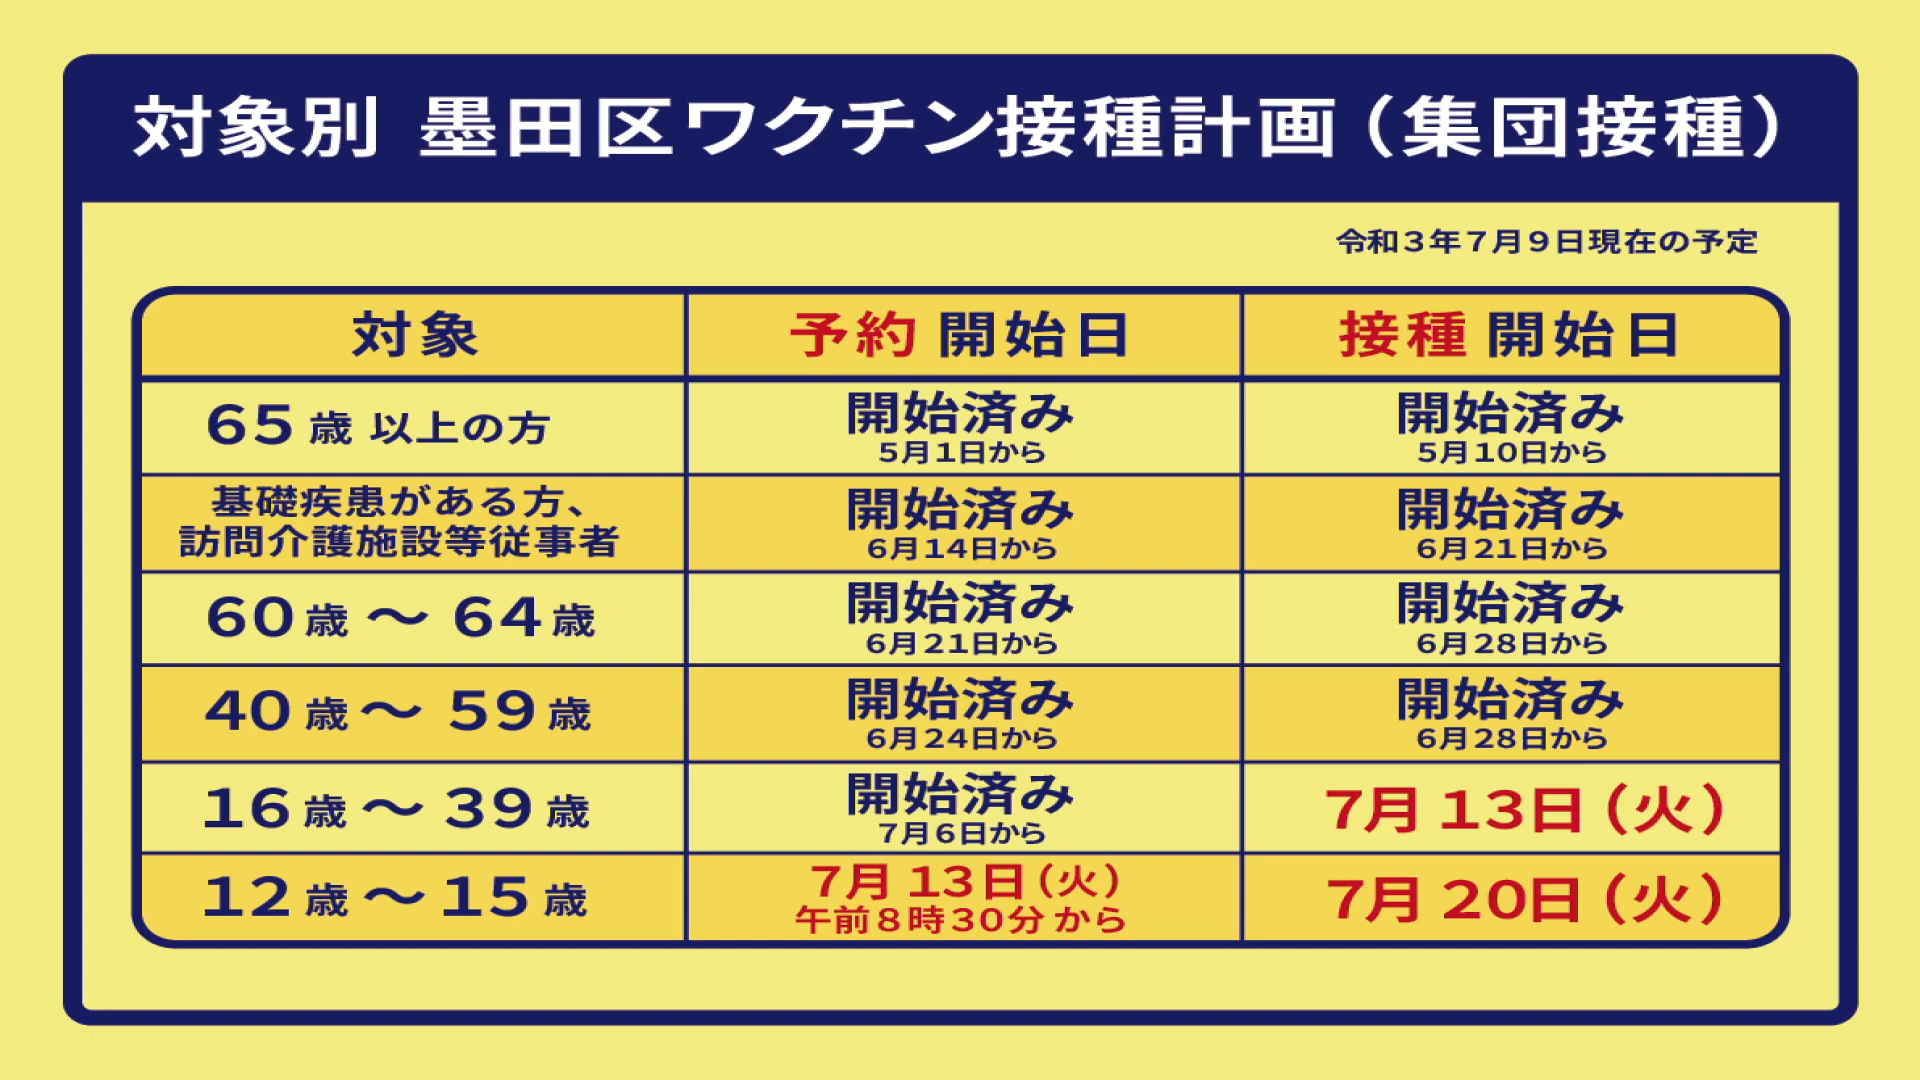 対象別 墨田区ワクチン接種計画（集団接種）
令和３年７月９日現在の予定
対象 予約 開始日 接種 開始日
65歳 以上の方 開始済み 開始済み
5月1日から 5月10日から
基礎疾患がある方、
訪問介護施設等従事者
開始済み 開始済み
6月14日から 6月21日から
60歳 ～ 64歳 開始済み 開始済み
6月21日から 6月28日から
40歳 ～ 59歳 開始済み 開始済み
6月24日から 6月28日から
16歳 ～ 39歳 開始済み 7月13日（火）
7月6日から
12歳 ～ 15歳 7月13日（火） 7月20日（火）
午前８時３０分 から